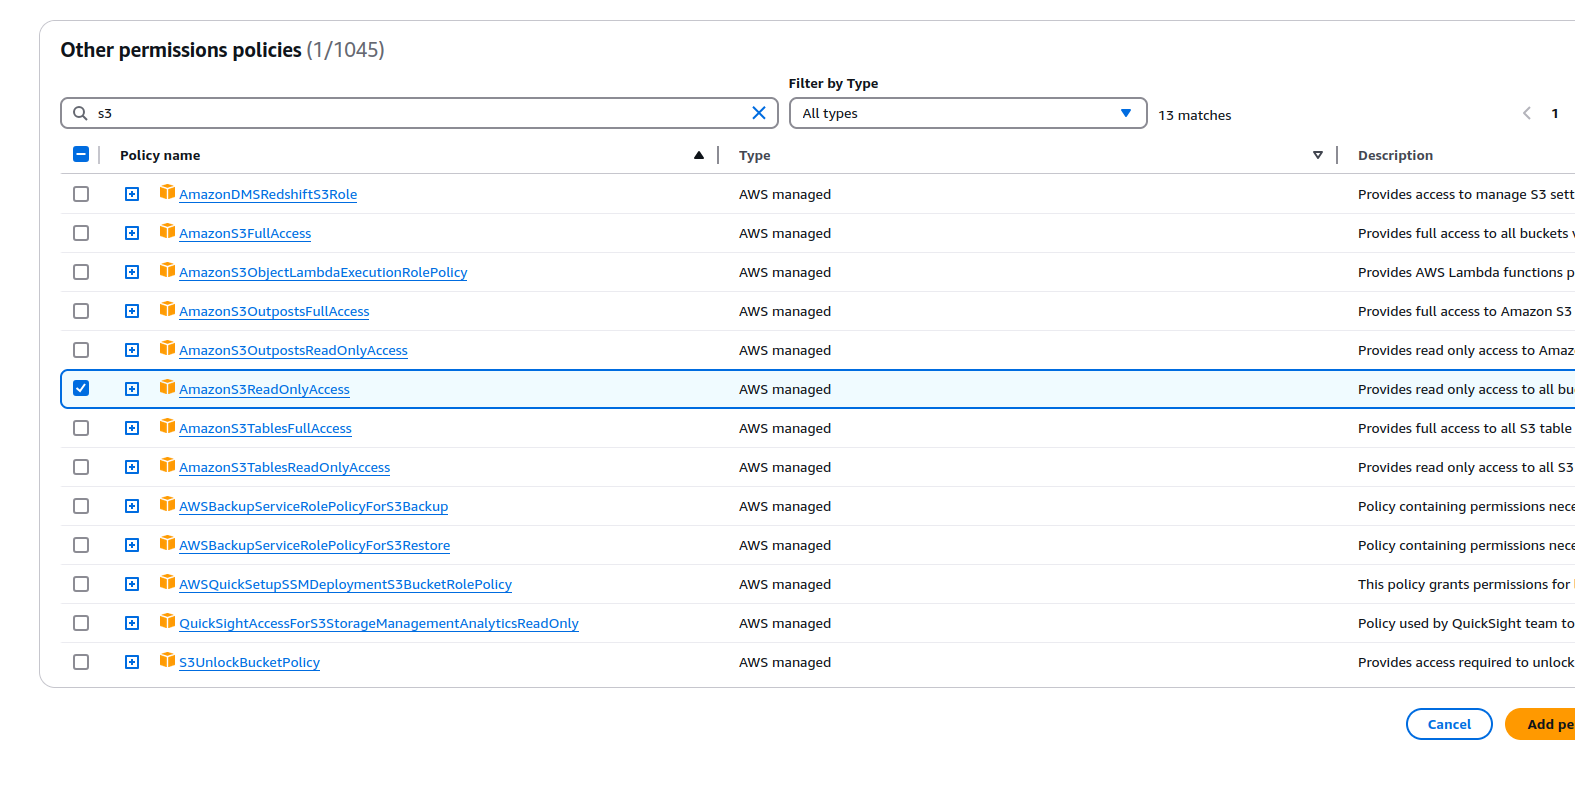 Other permissions policies (1/1045)
Filter by Type
s3
All types
13 matches
1
Policy name
Type
Description
AmazonDMSRedshiftS3Role AWS managed Provides access to manage S3 sett
AmazonS3FullAccess AWS managed Provides full access to all buckets v
AmazonS3ObjectLambdaExecutionRolePolicy AWS managed Provides AWS Lambda functions p
AmazonS3OutpostsFullAccess AWS managed Provides full access to Amazon S3
AmazonS3OutpostsReadOnlyAccess AWS managed Provides read only access to Amaz
AmazonS3ReadOnlyAccess AWS managed Provides read only access to all bu
AmazonS3TablesFullAccess AWS managed Provides full access to all S3 table
AmazonS3TablesReadOnlyAccess AWS managed Provides read only access to all S3
AWSBackupServiceRolePolicyForS3Backup AWS managed Policy containing permissions nece
AWSBackupServiceRolePolicyForS3Restore AWS managed Policy containing permissions nece
AWSQuickSetupSSMDeploymentS3BucketRolePolicy AWS managed This policy grants permissions for
QuickSightAccessForS3StorageManagementAnalyticsReadOnly AWS managed Policy used by QuickSight team to
S3UnlockBucketPolicy AWS managed Provides access required to unlock
Cancel
Add pe